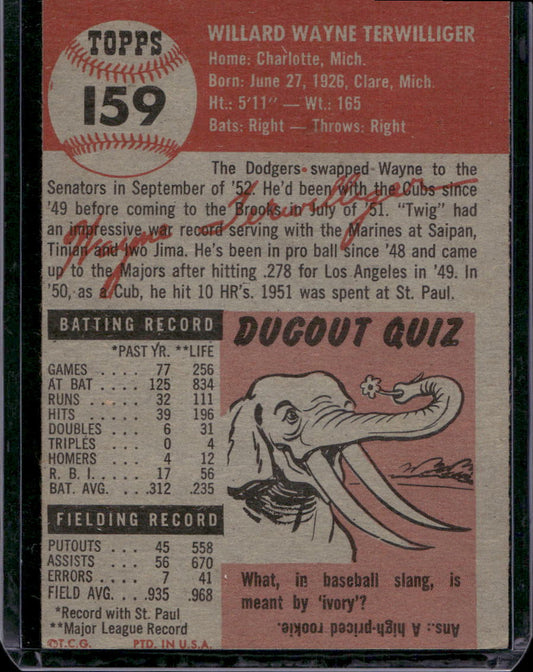 TOPPS
159
WILLARD WAYNE TERWILLIGER
Home: Charlotte, Mich.
Born: June 27, 1926, Clare, Mich.
Ht.: 5'11" — Wt.: 165
Bats: Right — Throws: Right
The Dodgers swapped Wayne to the
Senators in September of '52. He'd been with the Cubs since
'49 before coming to the Brooks in July of '51. "Twig" had
an impressive war record serving with the Marines at Saipan,
Tinian and Iwo Jima. He's been in pro ball since '48 and came
up to the Majors after hitting .278 for Los Angeles in '49. In
'50, as a Cub, he hit 10 HR's. 1951 was spent at St. Paul.
Wayne Terwilliger
BATTING RECORD
*PAST YR. **LIFE
GAMES . . . . 77 256
AT BAT . . . . 125 834
RUNS . . . . 32 111
HITS . . . . 39 196
DOUBLES . . . 6 31
TRIPLES . . . 0 4
HOMERS . . . 4 12
R. B. I. . . . . 17 56
BAT. AVG. . . . .312 .235
FIELDING RECORD
PUTOUTS . . . 45 558
ASSISTS . . . 56 670
ERRORS . . . 7 41
FIELD AVG. . . .935 .968
*Record with St. Paul
**Major League Record
©T.C.G. PTD. IN U.S.A.
DUGOUT QUIZ
What, in baseball slang, is
meant by 'ivory'?
Ans.: A high-priced rookie.